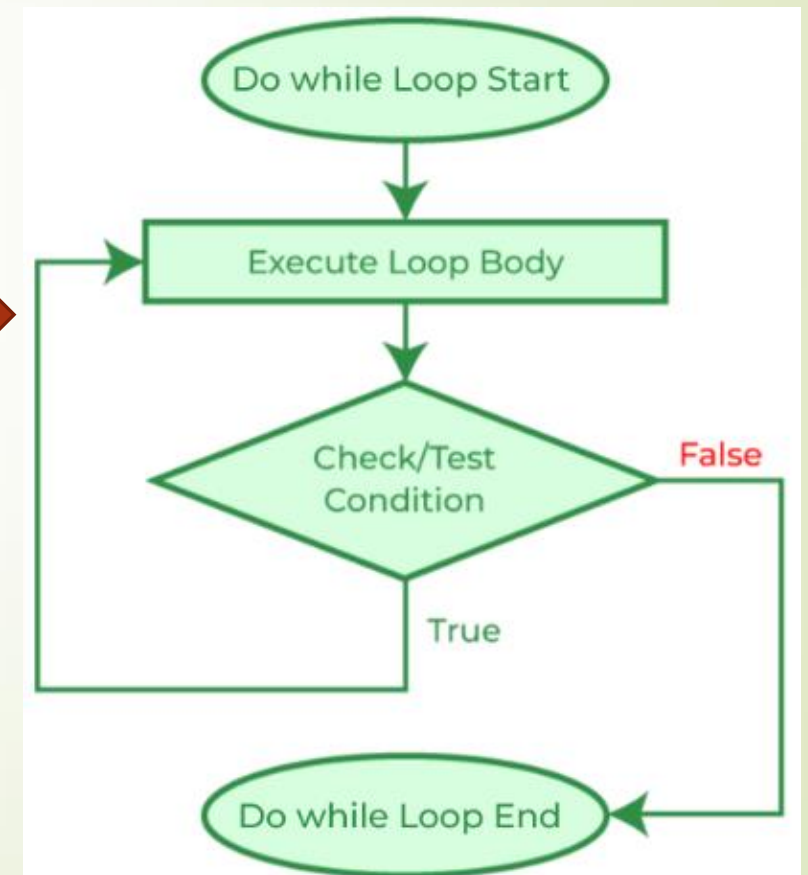 Do while Loop Start
Execute Loop Body
Check/Test
Condition
False
True
Do while Loop End